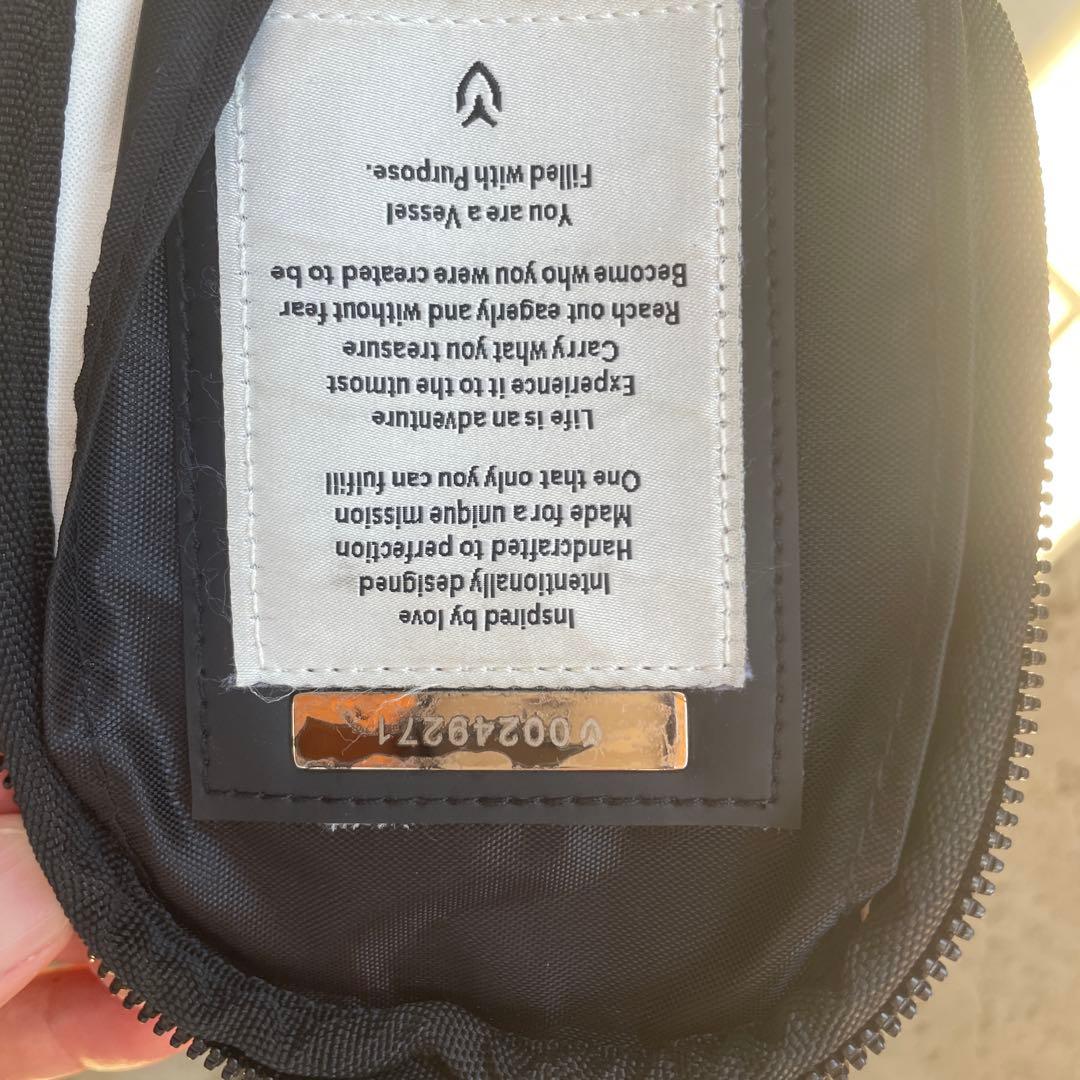 V 00249271
Inspired by love
Intentionally designed
Handcrafted to perfection
Made for a unique mission
One that only you can fulfill
Life is an adventure
Experience it to the utmost
Carry what you treasure
Reach out eagerly and without fear
Become who you were created to be
You are a Vessel
Filled with Purpose.